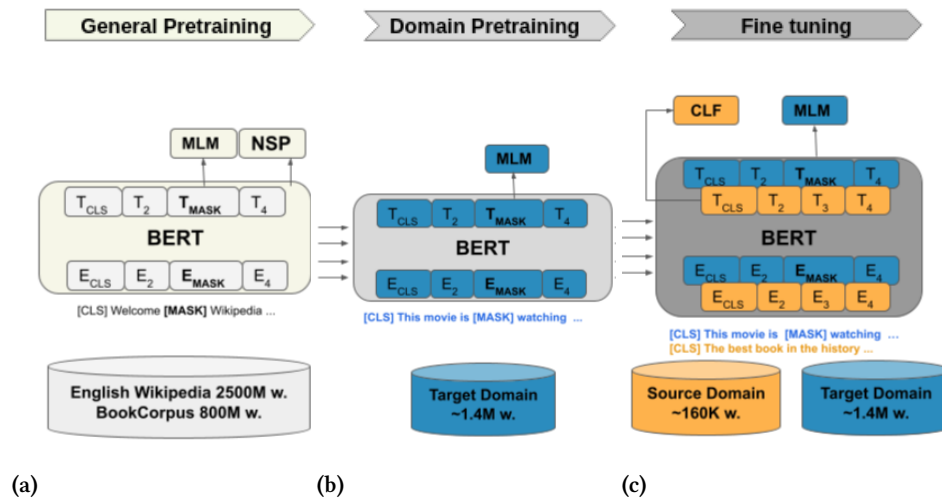 General Pretraining
Domain Pretraining
Fine tuning
CLF
MLM
MLM
NSP
MLM
T_CLS T_2 T_MASK T_4
T_CLS T_2 T_MASK T_4
T_CLS T_2 T_MASK T_4
T_CLS T_2 T_3 T_4
BERT
BERT
BERT
E_CLS E_2 E_MASK E_4
E_CLS E_2 E_MASK E_4
E_CLS E_2 E_MASK E_4
E_CLS E_2 E_3 E_4
[CLS] Welcome [MASK] Wikipedia ...
[CLS] This movie is [MASK] watching ...
[CLS] This movie is [MASK] watching ...
[CLS] The best book in the history ...
English Wikipedia 2500M w.
BookCorpus 800M w.
Target Domain
~1.4M w.
Source Domain
~160K w.
Target Domain
~1.4M w.
(a)
(b)
(c)